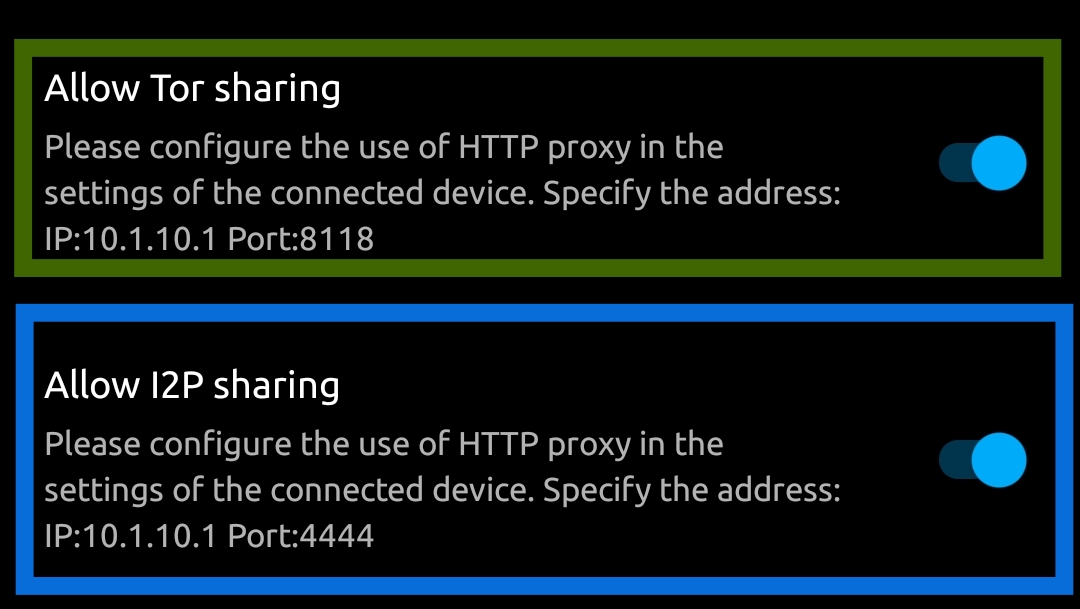 Allow Tor sharing
Please configure the use of HTTP proxy in the
settings of the connected device. Specify the address:
IP:10.1.10.1 Port:8118
Allow I2P sharing
Please configure the use of HTTP proxy in the
settings of the connected device. Specify the address:
IP:10.1.10.1 Port:4444